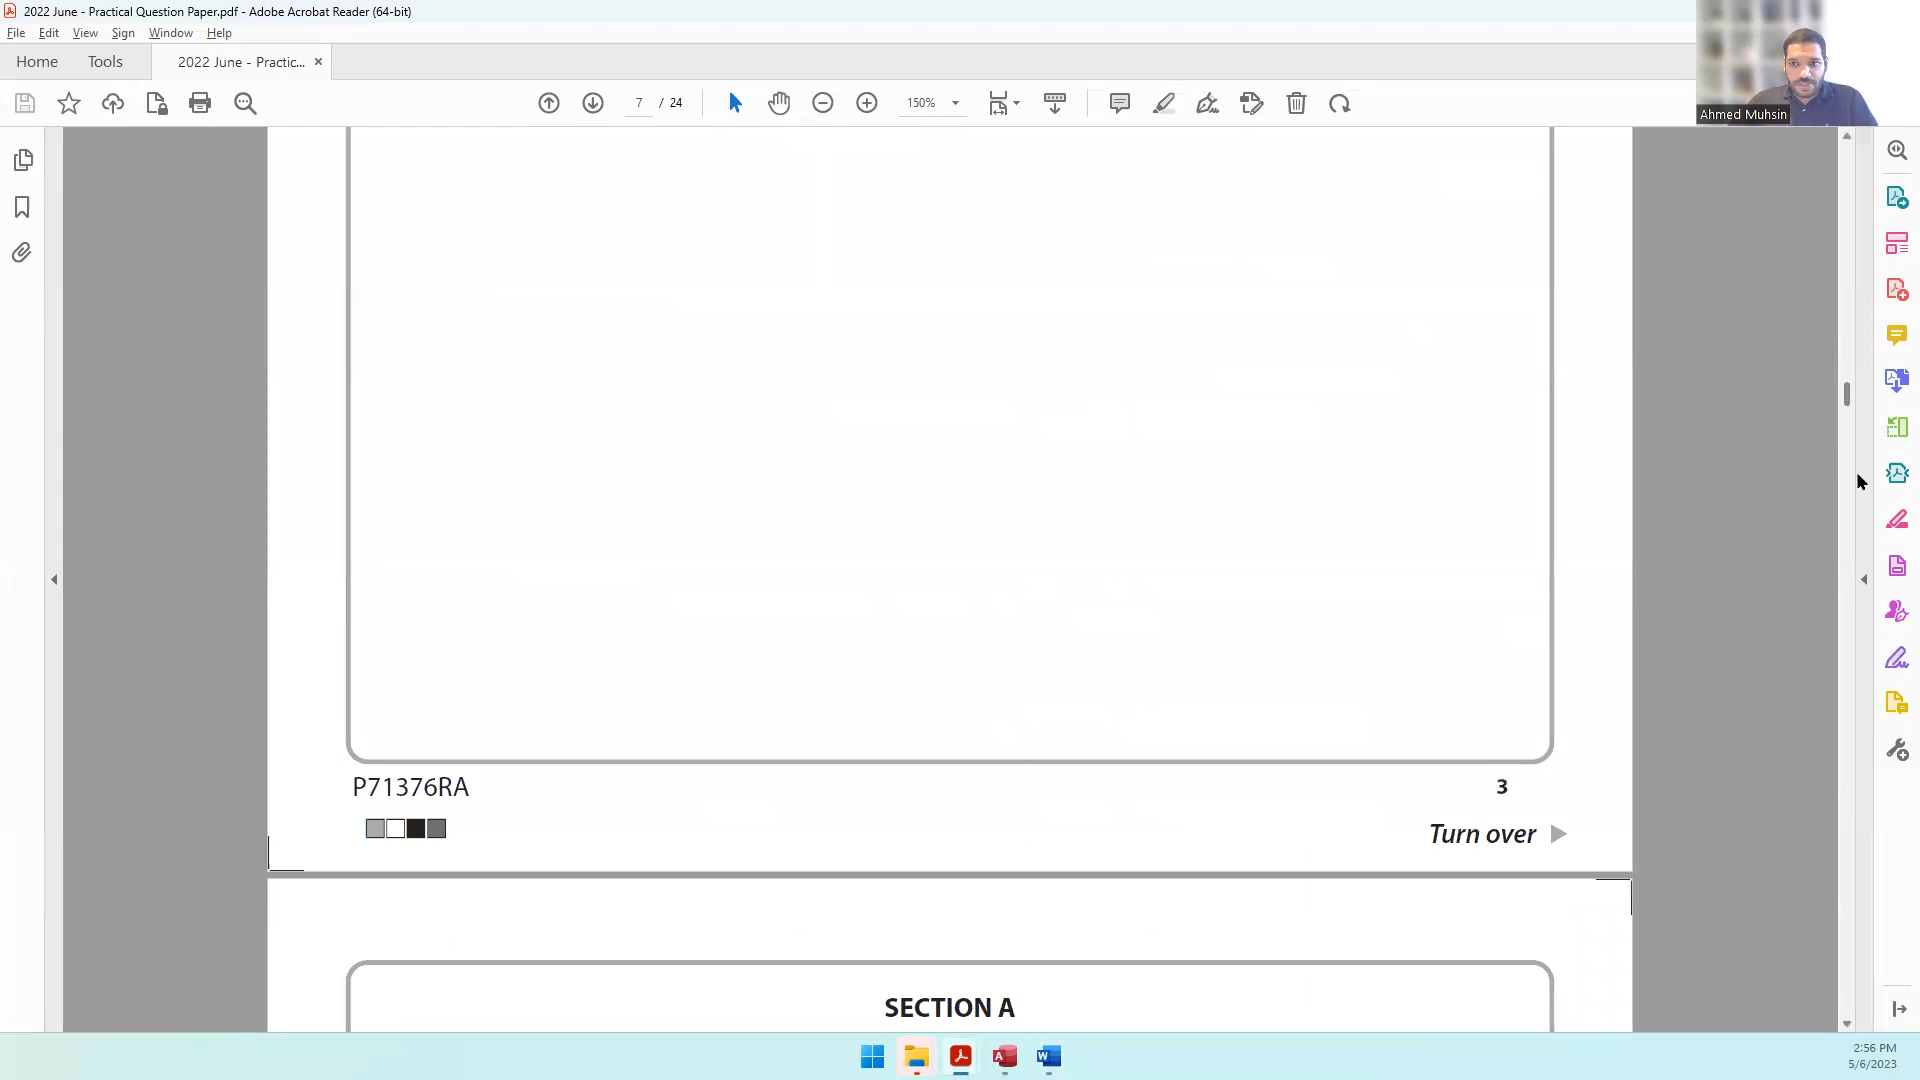 2022 June - Practical Question Paper.pdf - Adobe Acrobat Reader (64-bit)
File Edit View Sign Window Help
Home Tools 2022 June - Practic... ×
7 / 24 150%
Ahmed Muhsin
P71376RA 3
Turn over
SECTION A
2:56 PM
5/6/2023